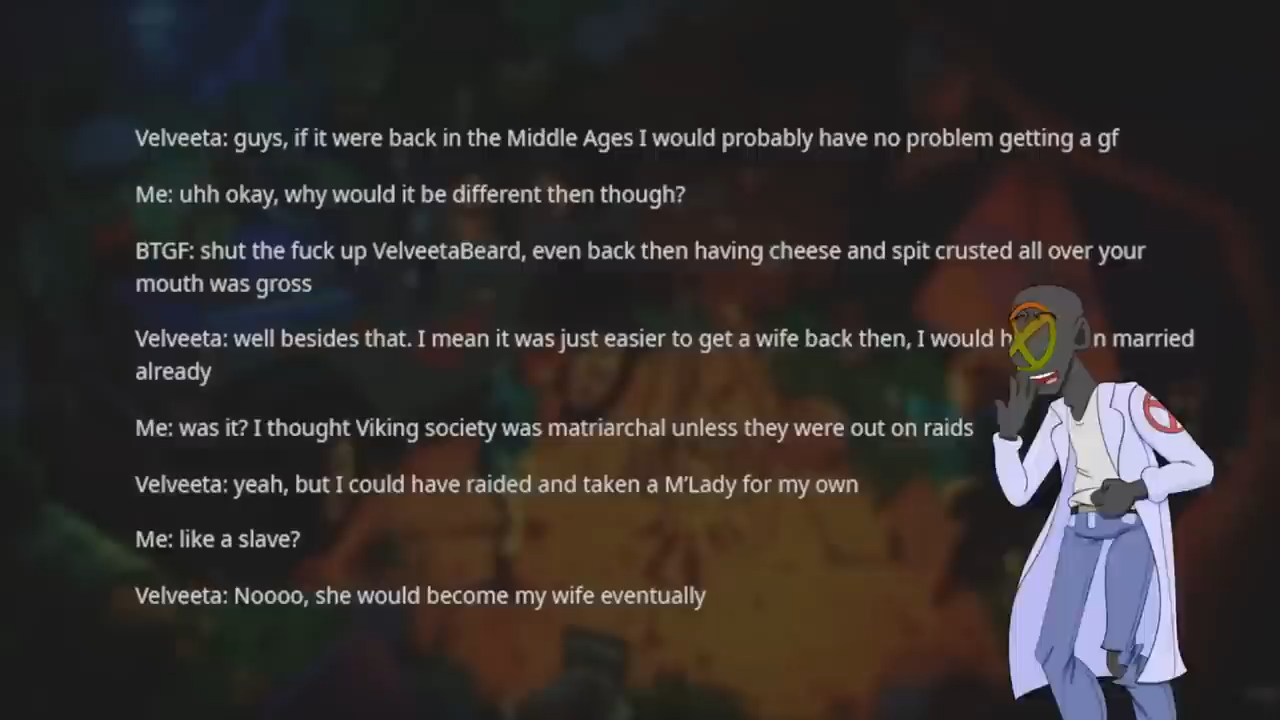 Velveeta: guys, if it were back in the Middle Ages I would probably have no problem getting a gf
Me: uhh okay, why would it be different then though?
BTGF: shut the fuck up VelveetaBeard, even back then having cheese and spit crusted all over your
mouth was gross
Velveeta: well besides that. I mean it was just easier to get a wife back then, I would h n married
already
Me: was it? I thought Viking society was matriarchal unless they were out on raids
Velveeta: yeah, but I could have raided and taken a M'Lady for my own
Me: like a slave?
Velveeta: Noooo, she would become my wife eventually